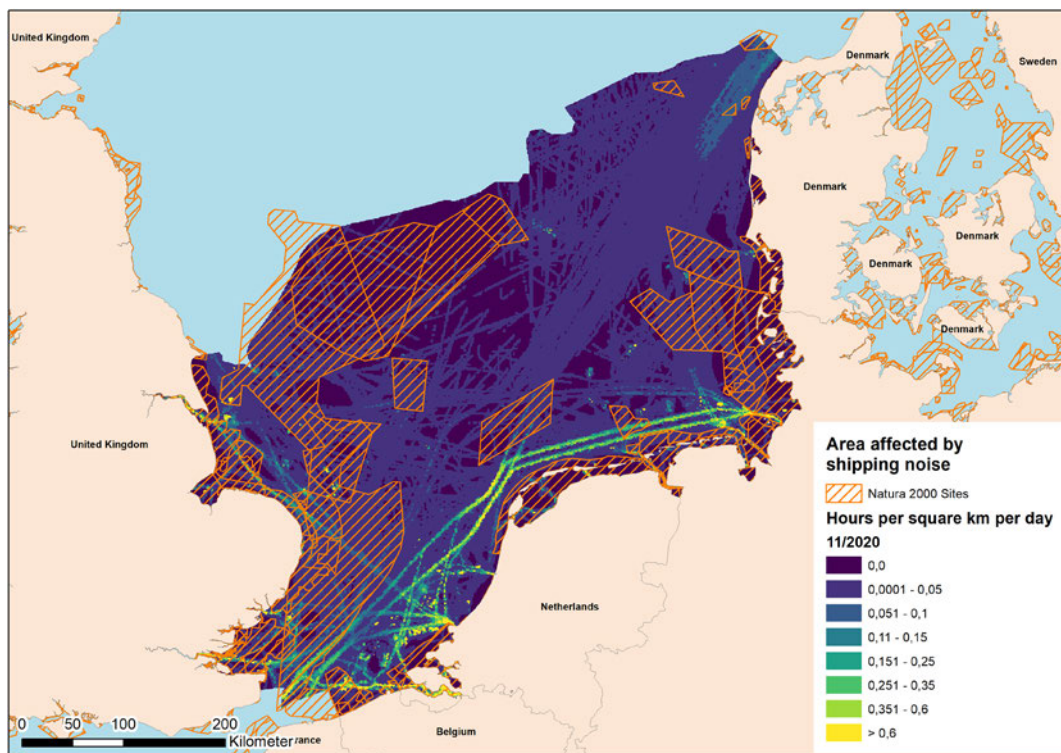 United Kingdom
Denmark
Sweden
Denmark
Denmark
Denmark
Denmark
United Kingdom
Netherlands
Belgium
rance
0 50 100 200
Kilometer
Area affected by
shipping noise
Natura 2000 Sites
Hours per square km per day
11/2020
0,0
0,0001 - 0,05
0,051 - 0,1
0,11 - 0,15
0,151 - 0,25
0,251 - 0,35
0,351 - 0,6
> 0,6